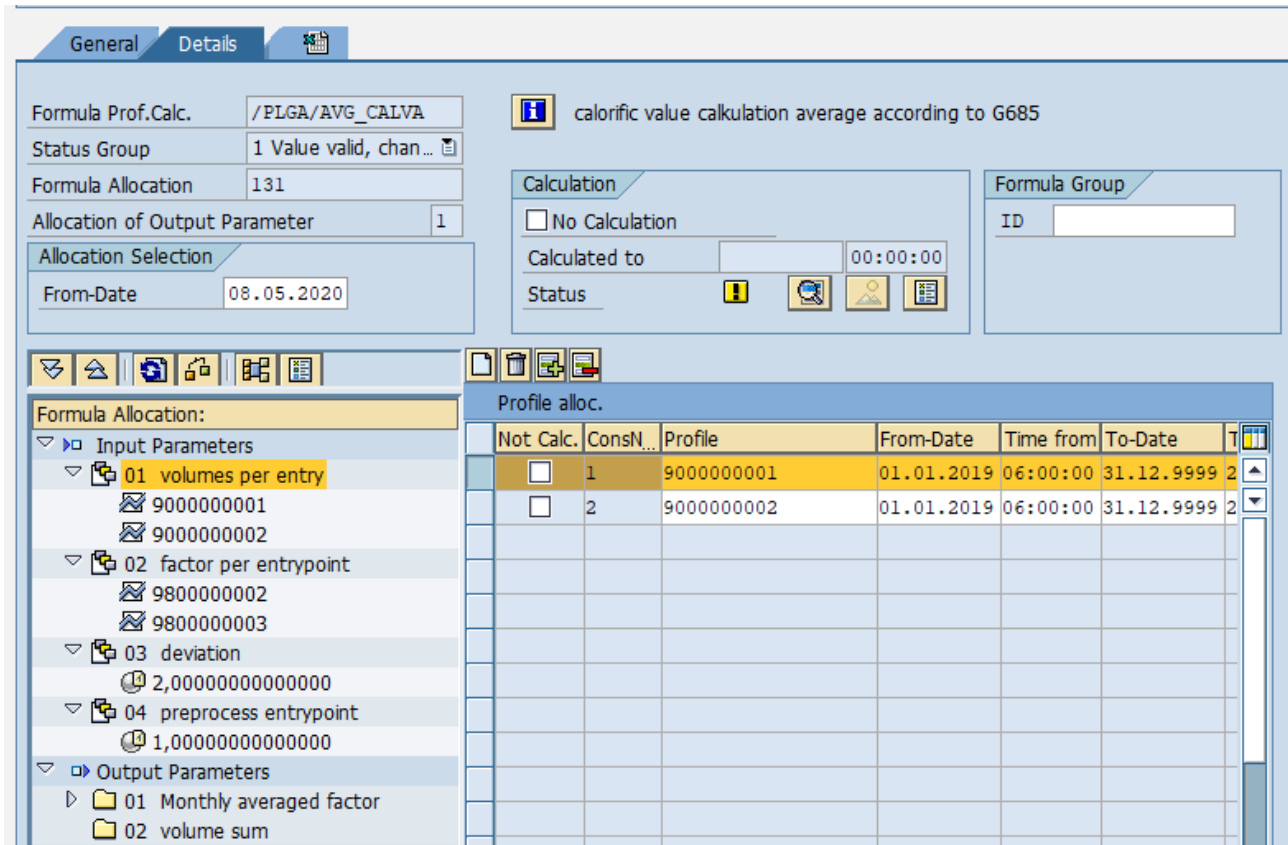 General Details
Formula Prof.Calc. /PLGA/AVG_CALVA calorific value calkulation average according to G685
Status Group 1 Value valid, chan...
Formula Allocation 131
Allocation of Output Parameter 1
Calculation
No Calculation
Calculated to 00:00:00
Status
Formula Group
ID
Allocation Selection
From-Date 08.05.2020
Formula Allocation:
Input Parameters
01 volumes per entry
9000000001
9000000002
02 factor per entrypoint
9800000002
9800000003
03 deviation
2,00000000000000
04 preprocess entrypoint
1,00000000000000
Output Parameters
01 Monthly averaged factor
02 volume sum
Profile alloc.
Not Calc. ConsN... Profile From-Date Time from To-Date T
1 9000000001 01.01.2019 06:00:00 31.12.9999 2
2 9000000002 01.01.2019 06:00:00 31.12.9999 2